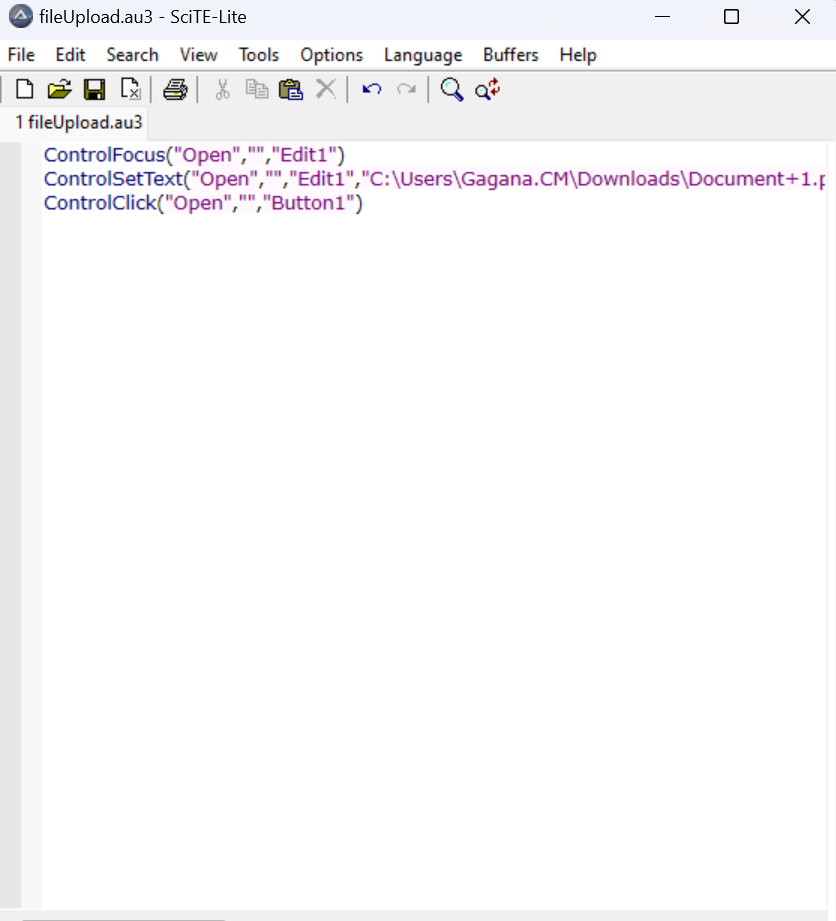 fileUpload.au3 - SciTE-Lite
File Edit Search View Tools Options Language Buffers Help
1 fileUpload.au3
ControlFocus("Open","","Edit1")
ControlSetText("Open","","Edit1","C:\Users\Gagana.CM\Downloads\Document+1.p
ControlClick("Open","","Button1")